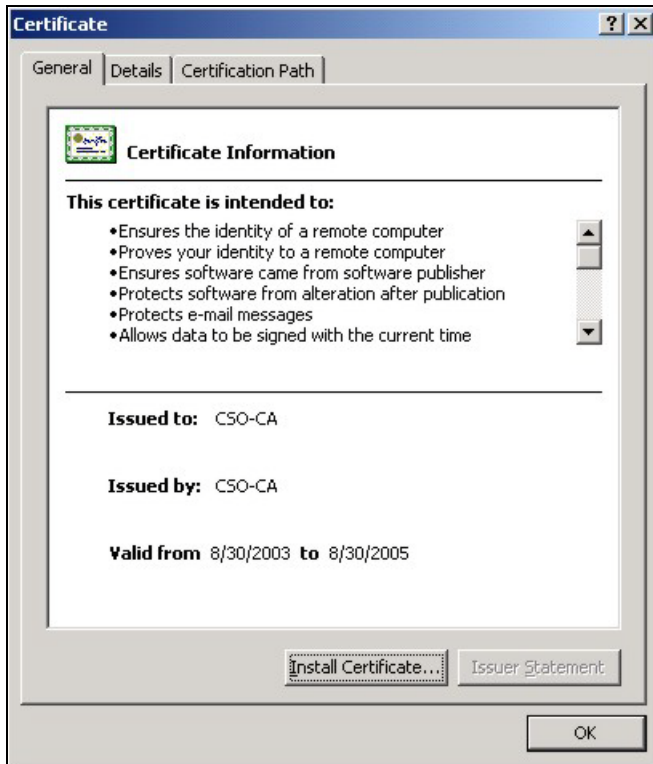 Certificate
? X
General Details Certification Path
Certificate Information
This certificate is intended to:
•Ensures the identity of a remote computer
•Proves your identity to a remote computer
•Ensures software came from software publisher
•Protects software from alteration after publication
•Protects e-mail messages
•Allows data to be signed with the current time
Issued to: CSO-CA
Issued by: CSO-CA
Valid from 8/30/2003 to 8/30/2005
Install Certificate... Issuer Statement
OK